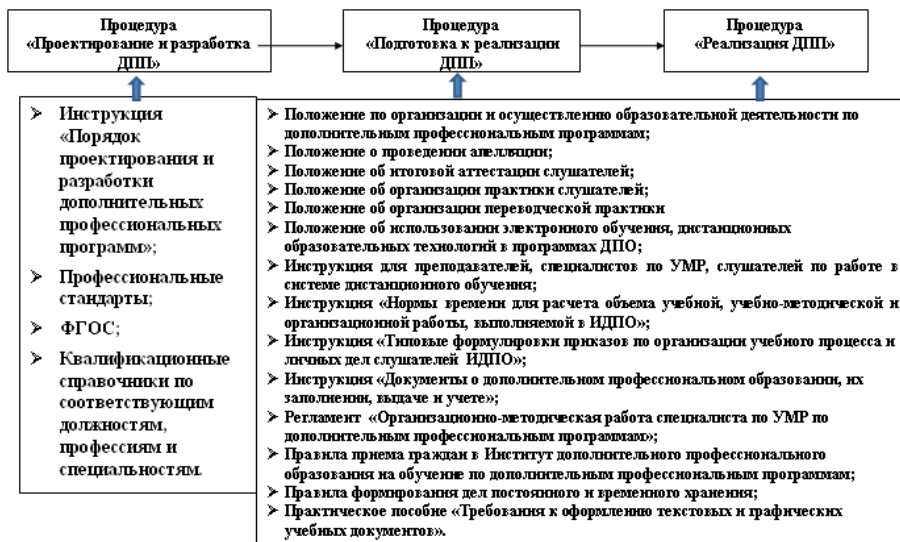 Процедура
«Проектирование и разработка
ДПП»
Процедура
«Подготовка к реализации
ДПП»
Процедура
«Реализация ДПП»
➢ Инструкция
«Порядок
проектирования и
разработки
дополнительных
профессиональных
программ»;
➢ Профессиональные
стандарты;
➢ ФГОС;
➢ Квалификационные
справочники по
соответствующим
должностям,
профессиям и
специальностям.
➢ Положение по организации и осуществлению образовательной деятельности по
дополнительным профессиональным программам;
➢ Положение о проведении апелляции;
➢ Положение об итоговой аттестации слушателей;
➢ Положение об организации практики слушателей;
➢ Положение об организации переводческой практики
➢ Положение об использовании электронного обучения, дистанционных
образовательных технологий в программах ДПО;
➢ Инструкция для преподавателей, специалистов по УМР, слушателей по работе в
системе дистанционного обучения;
➢ Инструкция «Нормы времени для расчета объема учебной, учебно-методической и
организационной работы, выполняемой в ИДПО»;
➢ Инструкция «Типовые формулировки приказов по организации учебного процесса и
личных дел слушателей ИДПО»;
➢ Инструкция «Документы о дополнительном профессиональном образовании, их
заполнении, выдаче и учете»;
➢ Регламент «Организационно-методическая работа специалиста по УМР по
дополнительным профессиональным программам»;
➢ Правила приема граждан в Институт дополнительного профессионального
образования на обучение по дополнительным профессиональным программам;
➢ Правила формирования дел постоянного и временного хранения;
➢ Практическое пособие «Требования к оформлению текстовых и графических
учебных документов».